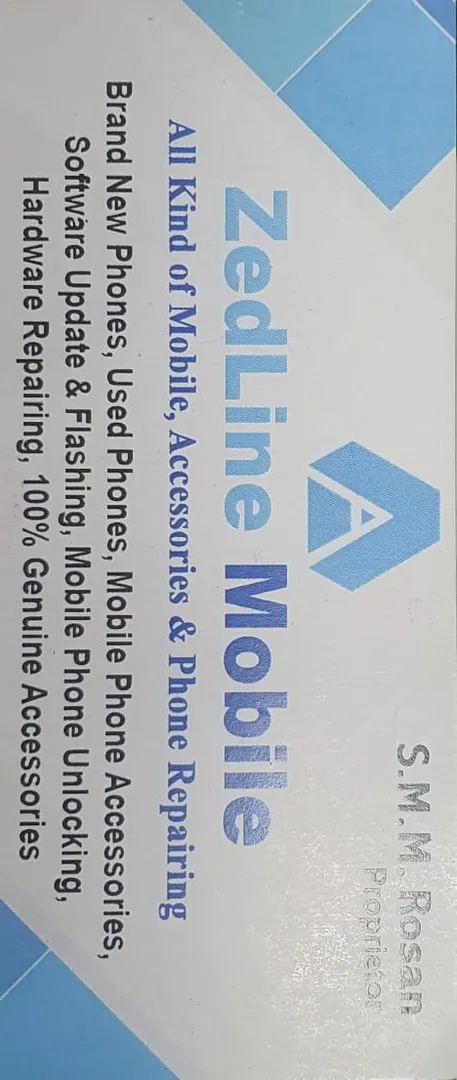 S.M.M. Rosan
Proprietor
A
ZedLine Mobile
All Kind of Mobile, Accessories & Phone Repairing
Brand New Phones, Used Phones, Mobile Phone Accessories,
Software Update & Flashing, Mobile Phone Unlocking,
Hardware Repairing, 100% Genuine Accessories